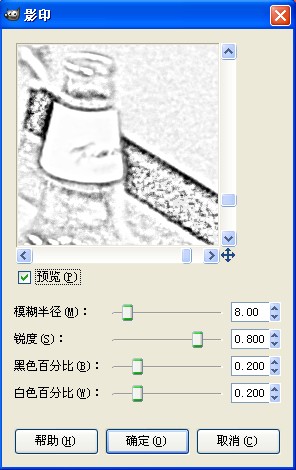 影印
预览(P)
模糊半径(M)： 8.00
锐度(S)： 0.800
黑色百分比(B)： 0.200
白色百分比(W)： 0.200
帮助(H) 确定(O) 取消(C)